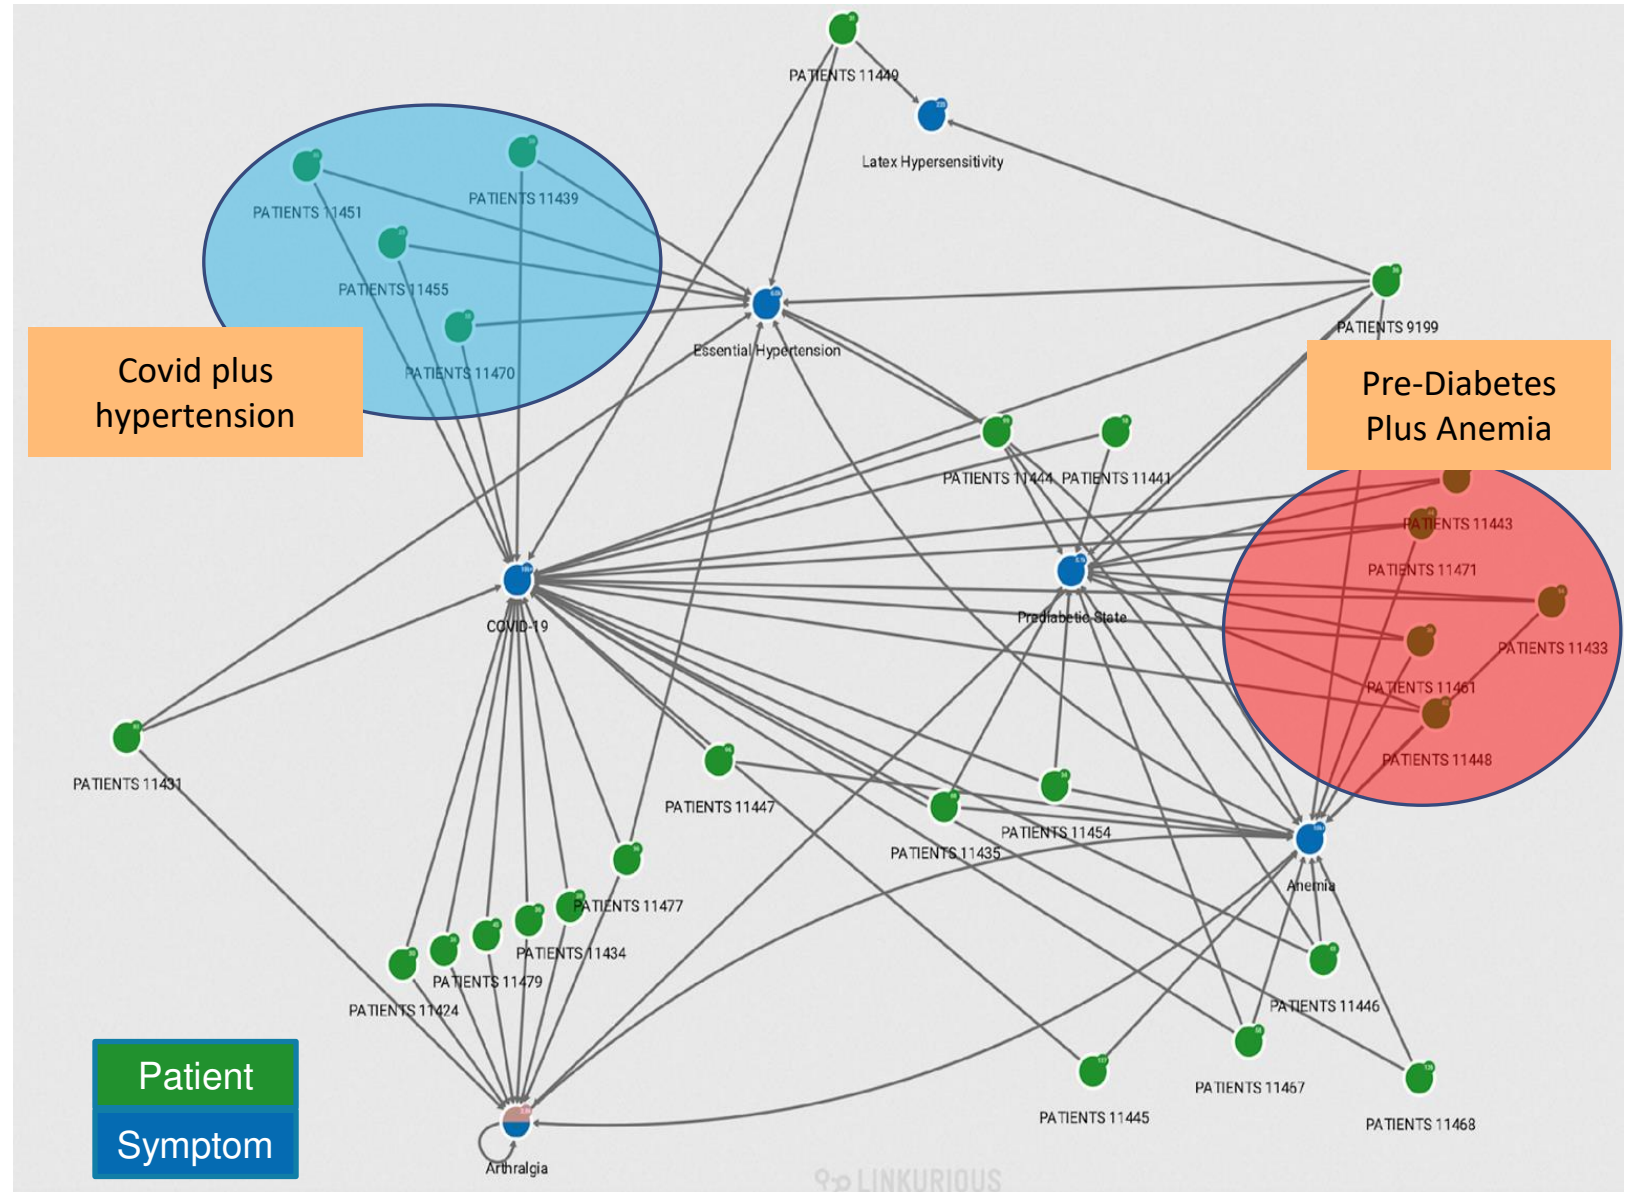 PATIENTS 11449
Latex Hypersensitivity
PATIENTS 11451
PATIENTS 11439
PATIENTS 11455
PATIENTS 11470
Covid plus
hypertension
Essential Hypertension
PATIENTS 9199
Pre-Diabetes
Plus Anemia
PATIENTS 11444
PATIENTS 11441
PATIENTS 11443
PATIENTS 11471
COVID-19
Prediabetic State
PATIENTS 11433
PATIENTS 11461
PATIENTS 11448
PATIENTS 11431
PATIENTS 11447
PATIENTS 11454
PATIENTS 11435
Anemia
PATIENTS 11477
PATIENTS 11434
PATIENTS 11479
PATIENTS 11424
PATIENTS 11446
PATIENTS 11467
PATIENTS 11445
PATIENTS 11468
Patient
Symptom
Arthralgia
LINKURIOUS